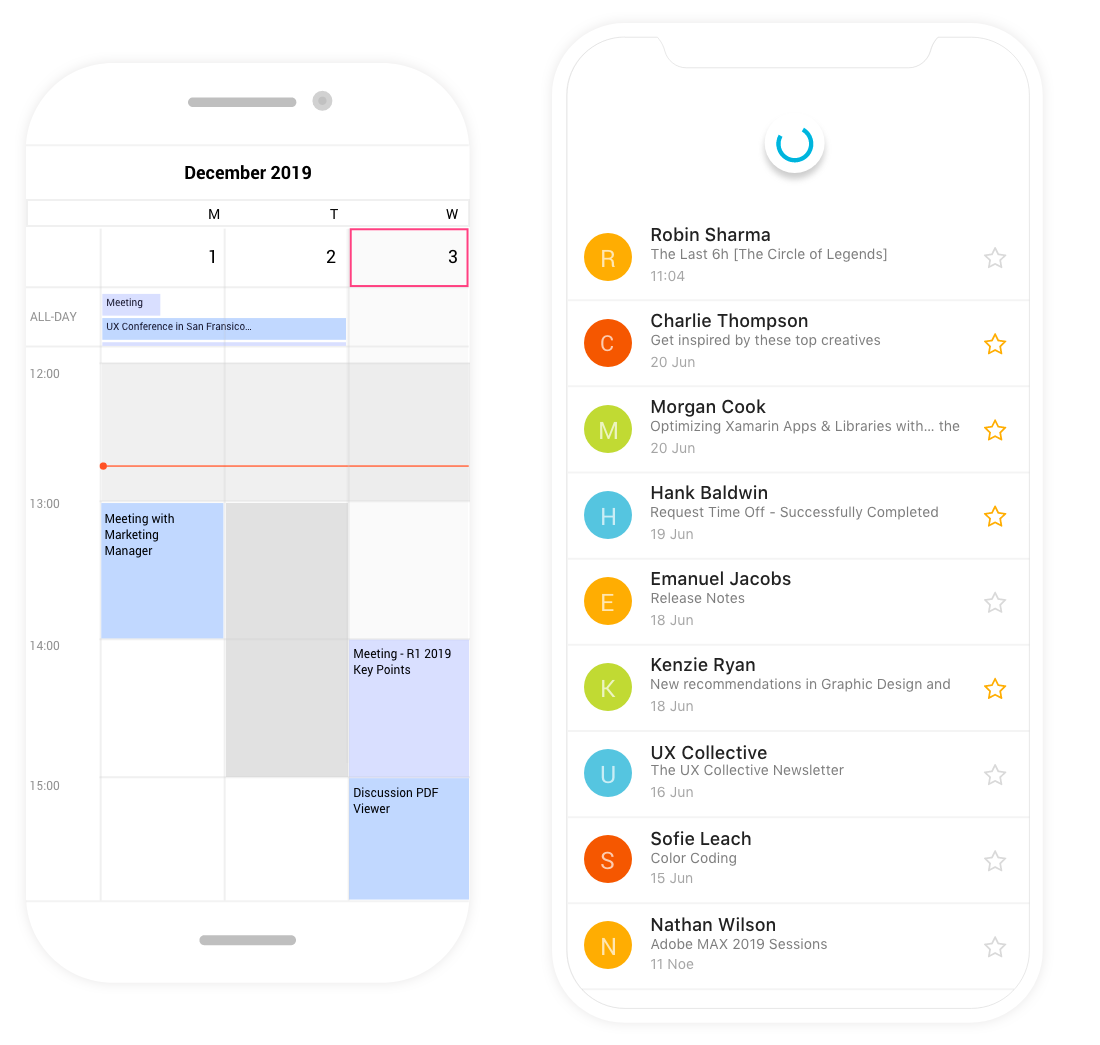 December 2019
M T W
1 2 3
ALL-DAY
Meeting
UX Conference in San Fransico...
12:00
13:00
Meeting with
Marketing
Manager
14:00
Meeting - R1 2019
Key Points
15:00
Discussion PDF
Viewer
R
Robin Sharma
The Last 6h [The Circle of Legends]
11:04
C
Charlie Thompson
Get inspired by these top creatives
20 Jun
M
Morgan Cook
Optimizing Xamarin Apps & Libraries with... the
20 Jun
H
Hank Baldwin
Request Time Off - Successfully Completed
19 Jun
E
Emanuel Jacobs
Release Notes
18 Jun
K
Kenzie Ryan
New recommendations in Graphic Design and
18 Jun
U
UX Collective
The UX Collective Newsletter
16 Jun
S
Sofie Leach
Color Coding
15 Jun
N
Nathan Wilson
Adobe MAX 2019 Sessions
11 Noe